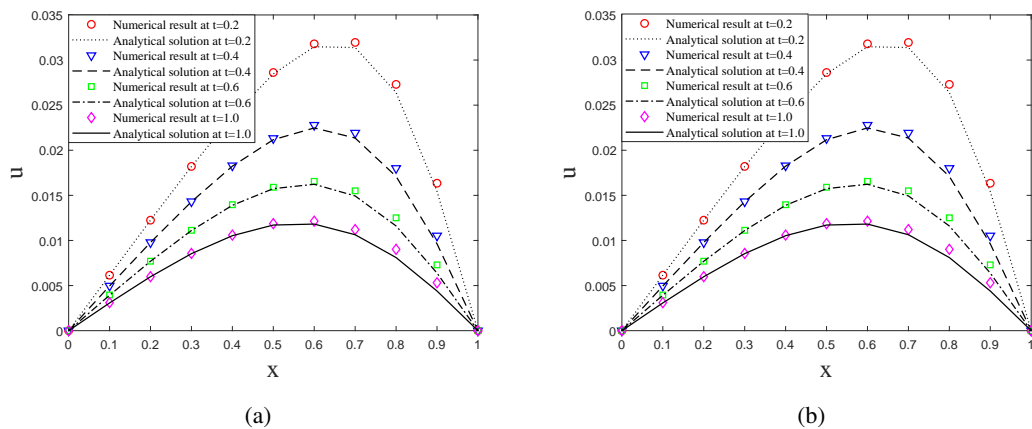 0.035
0.03
0.025
0.02
0.015
0.01
0.005
0
u
Numerical result at t=0.2
Analytical solution at t=0.2
Numerical result at t=0.4
Analytical solution at t=0.4
Numerical result at t=0.6
Analytical solution at t=0.6
Numerical result at t=1.0
Analytical solution at t=1.0
0 0.1 0.2 0.3 0.4 0.5 0.6 0.7 0.8 0.9 1
x
(a)
0.035
0.03
0.025
0.02
0.015
0.01
0.005
0
u
Numerical result at t=0.2
Analytical solution at t=0.2
Numerical result at t=0.4
Analytical solution at t=0.4
Numerical result at t=0.6
Analytical solution at t=0.6
Numerical result at t=1.0
Analytical solution at t=1.0
0 0.1 0.2 0.3 0.4 0.5 0.6 0.7 0.8 0.9 1
x
(b)